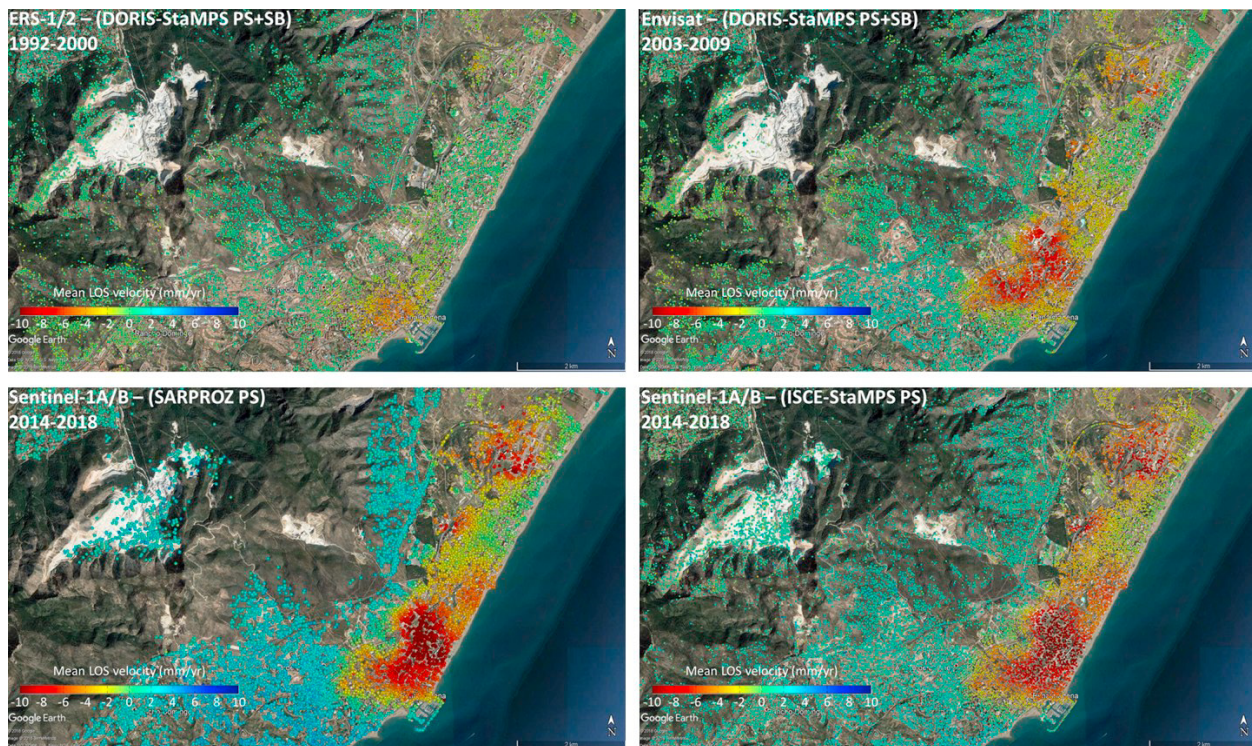 ERS-1/2 – (DORIS-StaMPS PS+SB)
1992-2000
Mean LOS velocity (mm/yr)
-10 -8 -6 -4 -2 0 2 4 6 8 10
Google Earth
N
2 km
Envisat – (DORIS-StaMPS PS+SB)
2003-2009
Mean LOS velocity (mm/yr)
-10 -8 -6 -4 -2 0 2 4 6 8 10
Google Earth
N
2 km
Sentinel-1A/B – (SARPROZ PS)
2014-2018
Mean LOS velocity (mm/yr)
-10 -8 -6 -4 -2 0 2 4 6 8 10
Google Earth
N
2 km
Sentinel-1A/B – (ISCE-StaMPS PS)
2014-2018
Mean LOS velocity (mm/yr)
-10 -8 -6 -4 -2 0 2 4 6 8 10
Google Earth
N
2 km